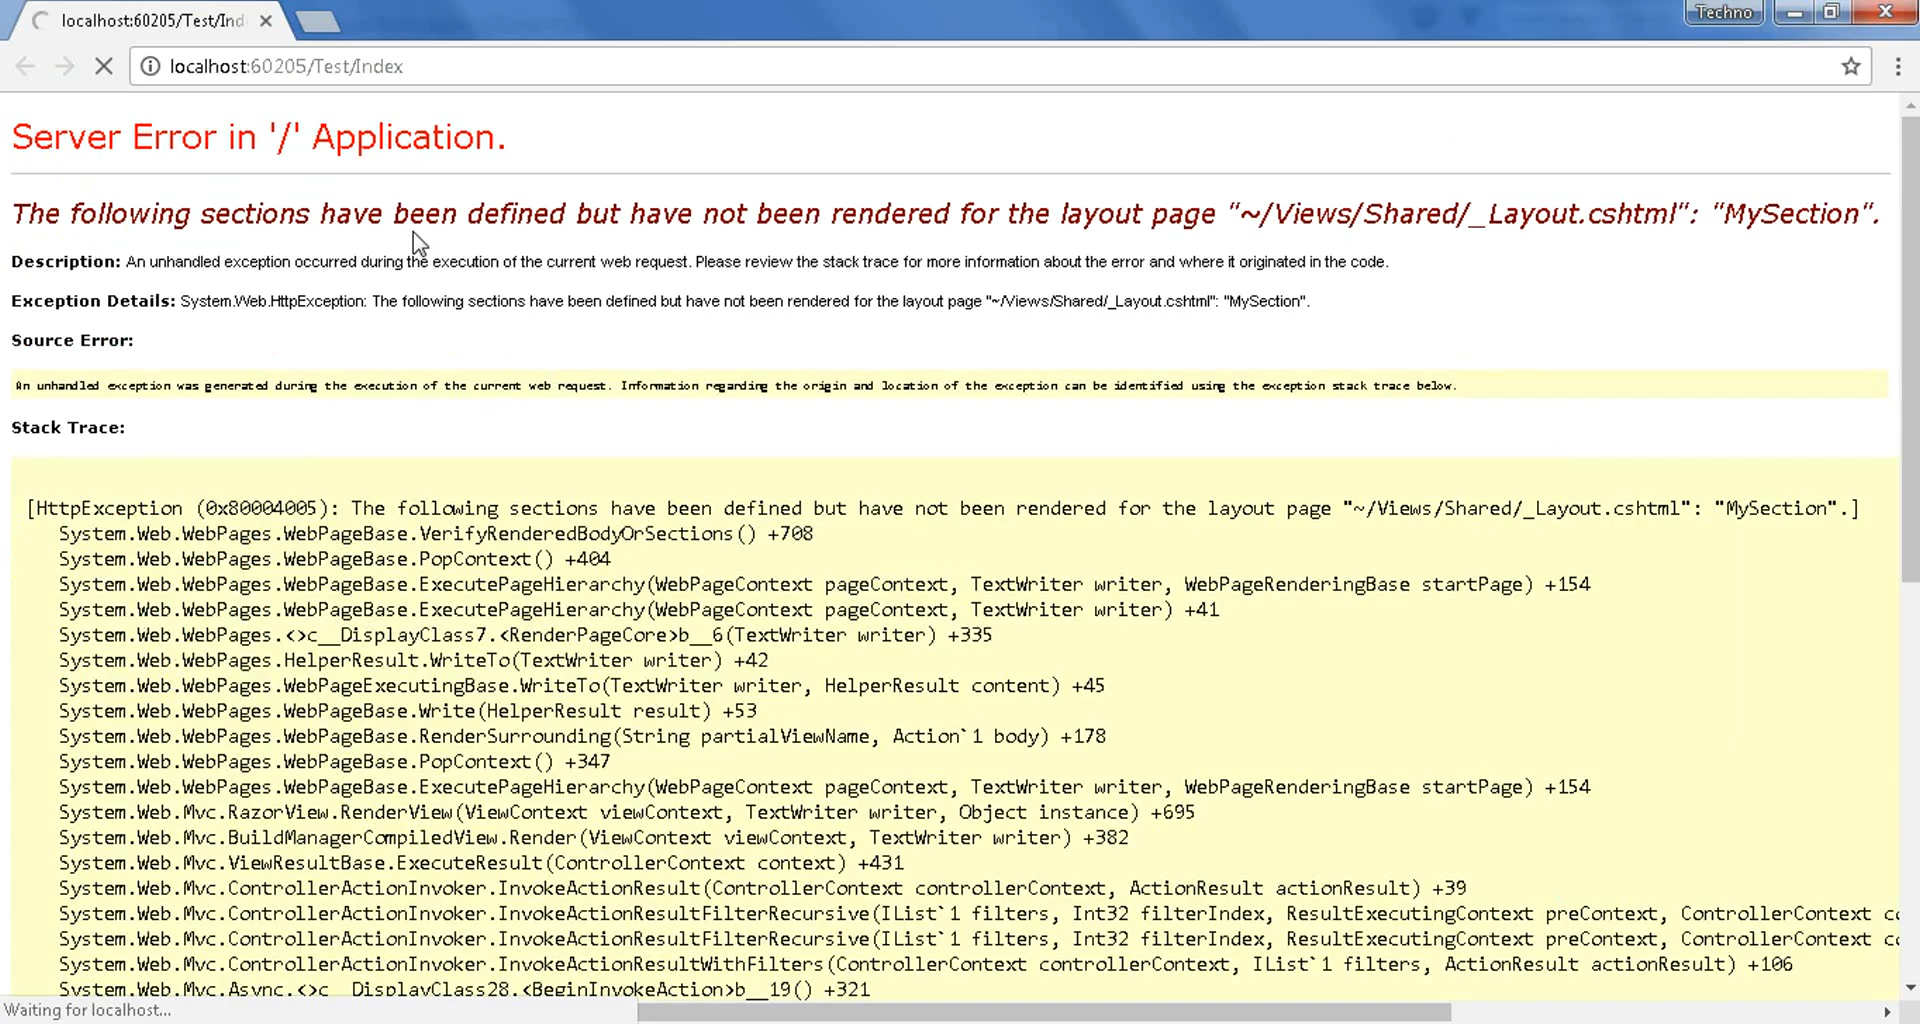 localhost:60205/Test/Ind
Techno
localhost:60205/Test/Index
Server Error in '/' Application.
The following sections have been defined but have not been rendered for the layout page "~/Views/Shared/_Layout.cshtml": "MySection".
Description: An unhandled exception occurred during the execution of the current web request. Please review the stack trace for more information about the error and where it originated in the code.
Exception Details: System.Web.HttpException: The following sections have been defined but have not been rendered for the layout page "~/Views/Shared/_Layout.cshtml": "MySection".
Source Error:
An unhandled exception was generated during the execution of the current web request. Information regarding the origin and location of the exception can be identified using the exception stack trace below.
Stack Trace:
[HttpException (0x80004005): The following sections have been defined but have not been rendered for the layout page "~/Views/Shared/_Layout.cshtml": "MySection".]
System.Web.WebPages.WebPageBase.VerifyRenderedBodyOrSections() +708
System.Web.WebPages.WebPageBase.PopContext() +404
System.Web.WebPages.WebPageBase.ExecutePageHierarchy(WebPageContext pageContext, TextWriter writer, WebPageRenderingBase startPage) +154
System.Web.WebPages.WebPageBase.ExecutePageHierarchy(WebPageContext pageContext, TextWriter writer) +41
System.Web.WebPages.<>c__DisplayClass7.<RenderPageCore>b__6(TextWriter writer) +335
System.Web.WebPages.HelperResult.WriteTo(TextWriter writer) +42
System.Web.WebPages.WebPageExecutingBase.WriteTo(TextWriter writer, HelperResult content) +45
System.Web.WebPages.WebPageBase.Write(HelperResult result) +53
System.Web.WebPages.WebPageBase.RenderSurrounding(String partialViewName, Action`1 body) +178
System.Web.WebPages.WebPageBase.PopContext() +347
System.Web.WebPages.WebPageBase.ExecutePageHierarchy(WebPageContext pageContext, TextWriter writer, WebPageRenderingBase startPage) +154
System.Web.Mvc.RazorView.RenderView(ViewContext viewContext, TextWriter writer, Object instance) +695
System.Web.Mvc.BuildManagerCompiledView.Render(ViewContext viewContext, TextWriter writer) +382
System.Web.Mvc.ViewResultBase.ExecuteResult(ControllerContext context) +431
System.Web.Mvc.ControllerActionInvoker.InvokeActionResult(ControllerContext controllerContext, ActionResult actionResult) +39
System.Web.Mvc.ControllerActionInvoker.InvokeActionResultFilterRecursive(IList`1 filters, Int32 filterIndex, ResultExecutingContext preContext, ControllerContext co
System.Web.Mvc.ControllerActionInvoker.InvokeActionResultFilterRecursive(IList`1 filters, Int32 filterIndex, ResultExecutingContext preContext, ControllerContext co
System.Web.Mvc.ControllerActionInvoker.InvokeActionResultWithFilters(ControllerContext controllerContext, IList`1 filters, ActionResult actionResult) +106
System.Web.Mvc.Async.<>c__DisplayClass28.<BeginInvokeAction>b__19() +321
Waiting for localhost...